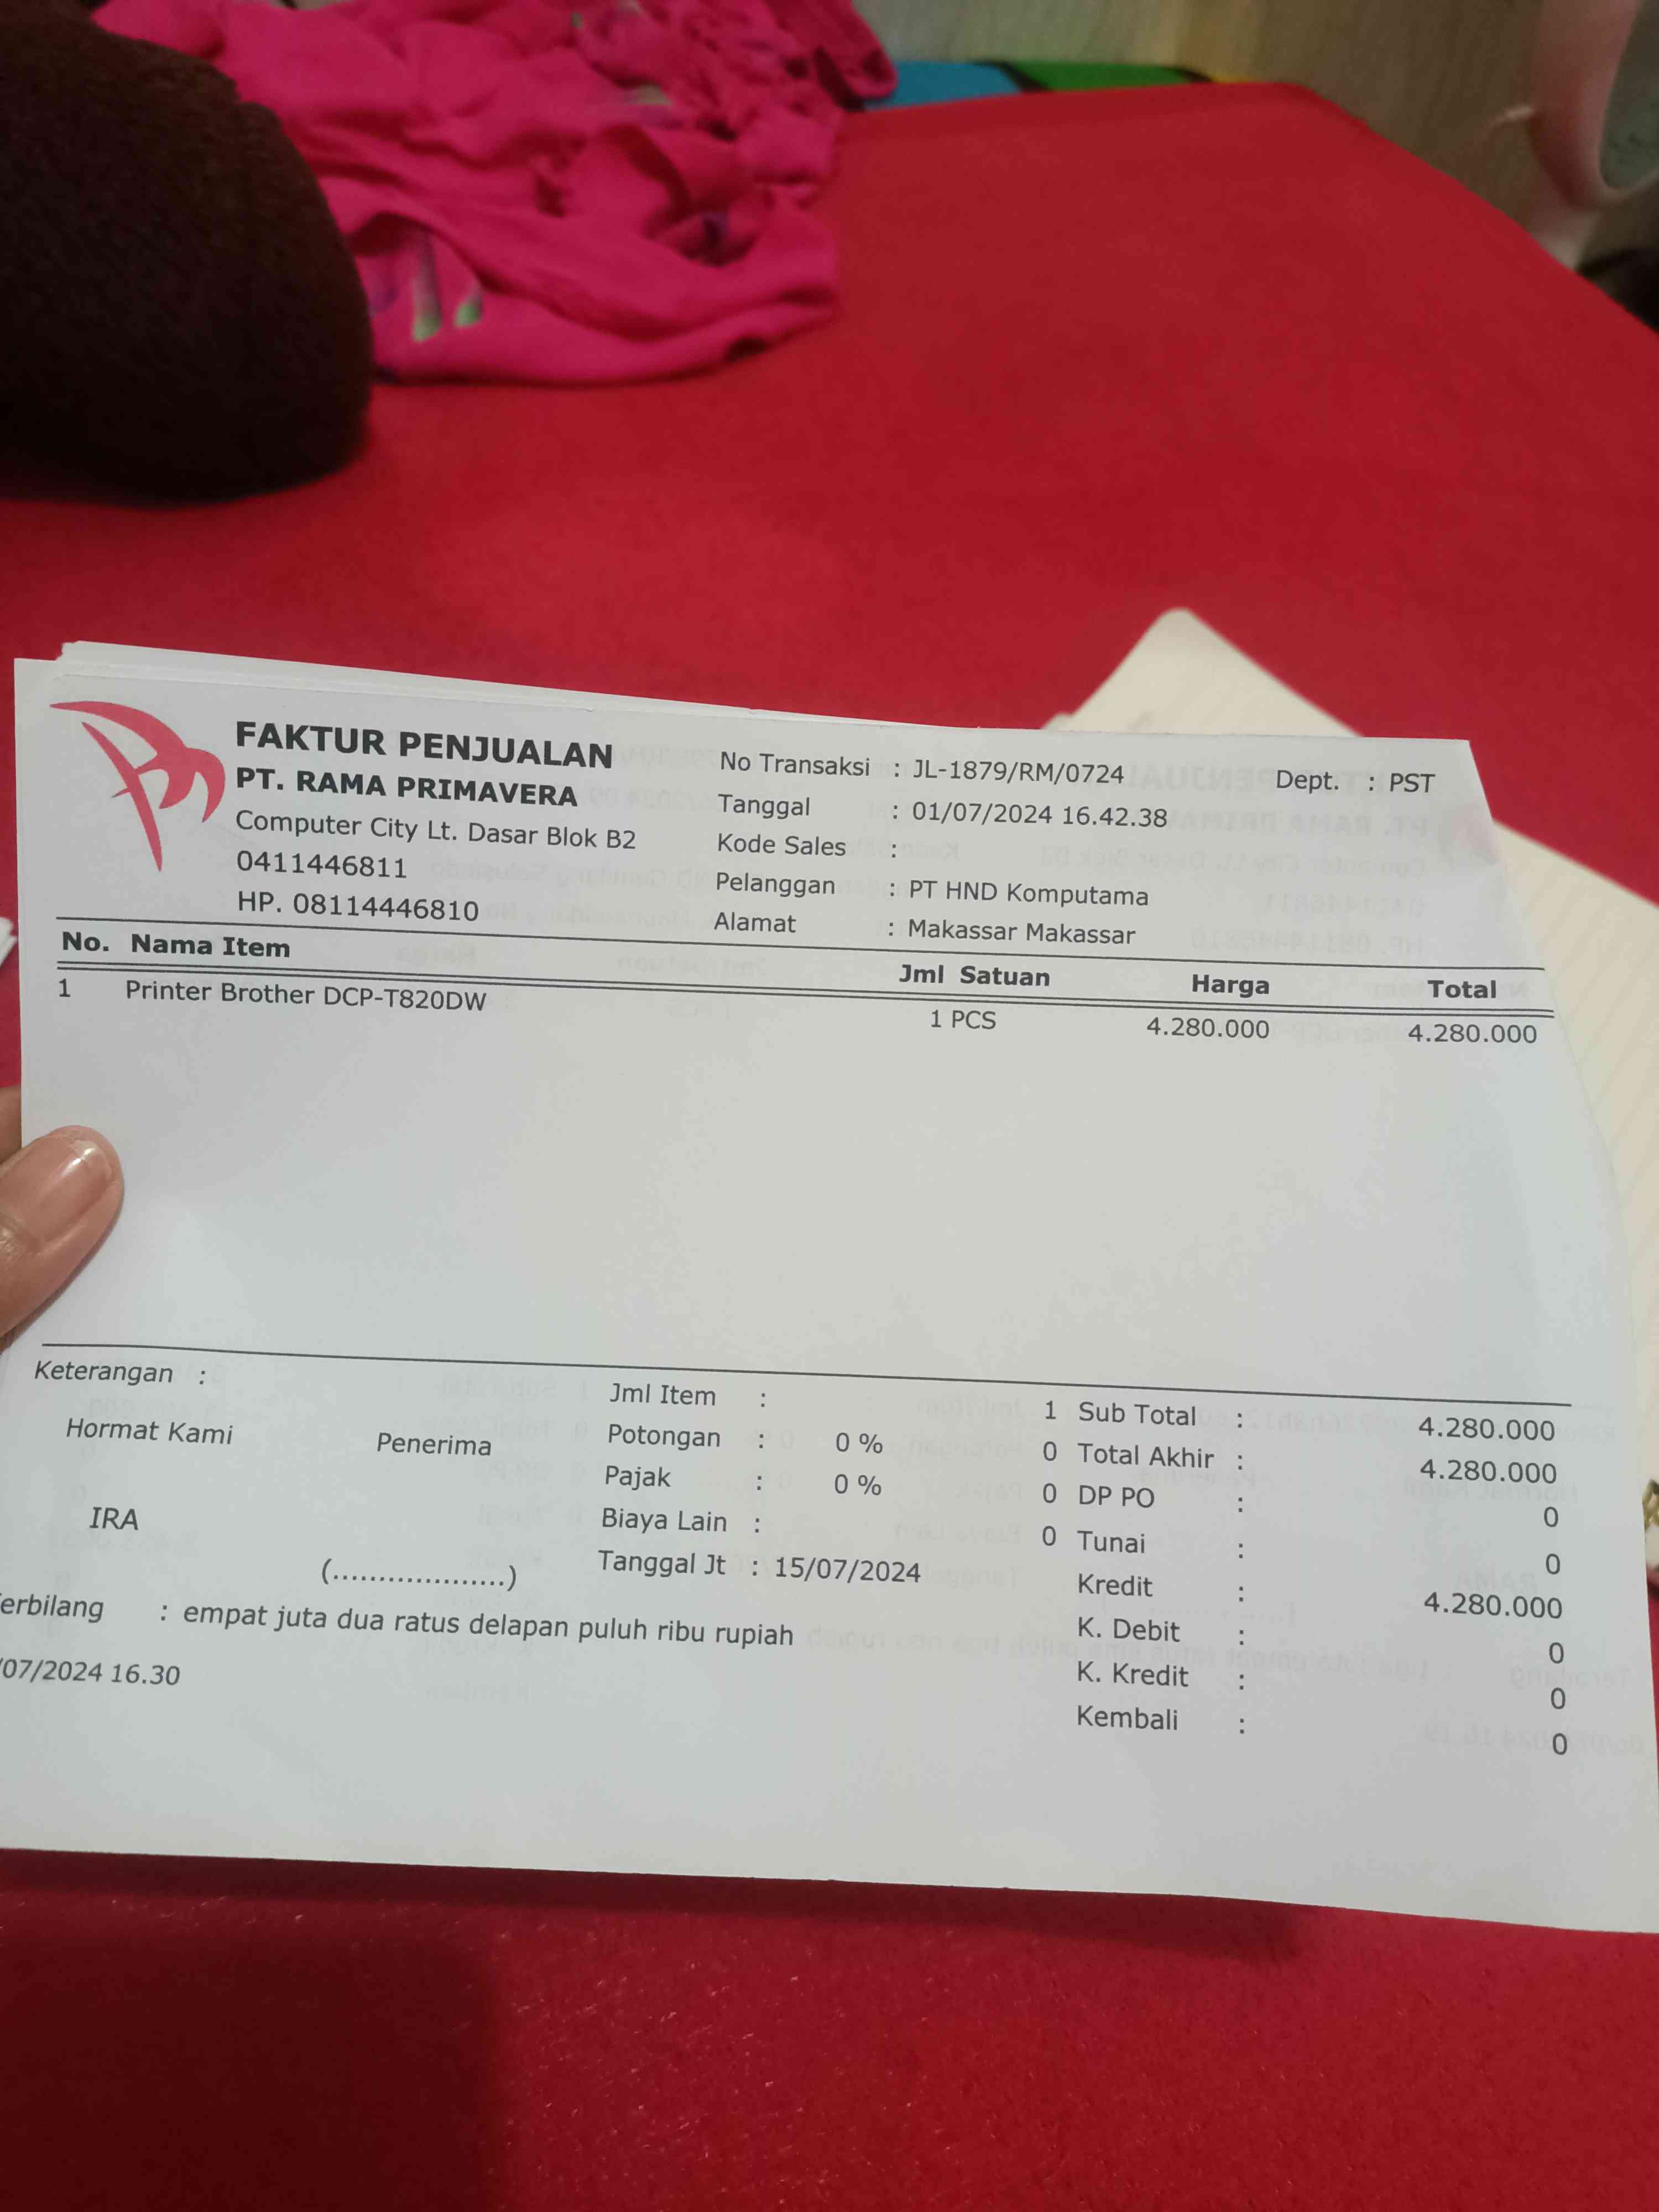 FAKTUR PENJUALAN
PT. RAMA PRIMAVERA
Computer City Lt. Dasar Blok B2
0411446811
HP. 08114446810
No Transaksi : JL-1879/RM/0724
Dept. : PST
Tanggal : 01/07/2024 16.42.38
Kode Sales :
Pelanggan : PT HND Komputama
Alamat : Makassar Makassar
No. Nama Item Jml Satuan Harga Total
1 Printer Brother DCP-T820DW 1 PCS 4.280.000 4.280.000
Keterangan :
Hormat Kami
Penerima
IRA
(...................)
Jml Item : 1
Potongan : 0 % 0
Pajak : 0 % 0
Biaya Lain : 0
Tanggal Jt : 15/07/2024
Sub Total : 4.280.000
Total Akhir : 4.280.000
DP PO : 0
Tunai : 0
Kredit : 4.280.000
K. Debit : 0
K. Kredit : 0
Kembali : 0
erbilang : empat juta dua ratus delapan puluh ribu rupiah
/07/2024 16.30